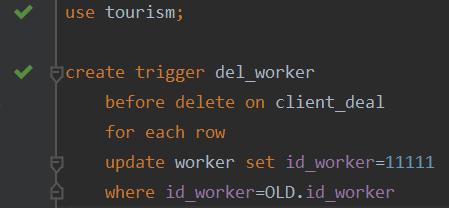 use tourism;
create trigger del_worker
before delete on client_deal
for each row
update worker set id_worker=11111
where id_worker=OLD.id_worker